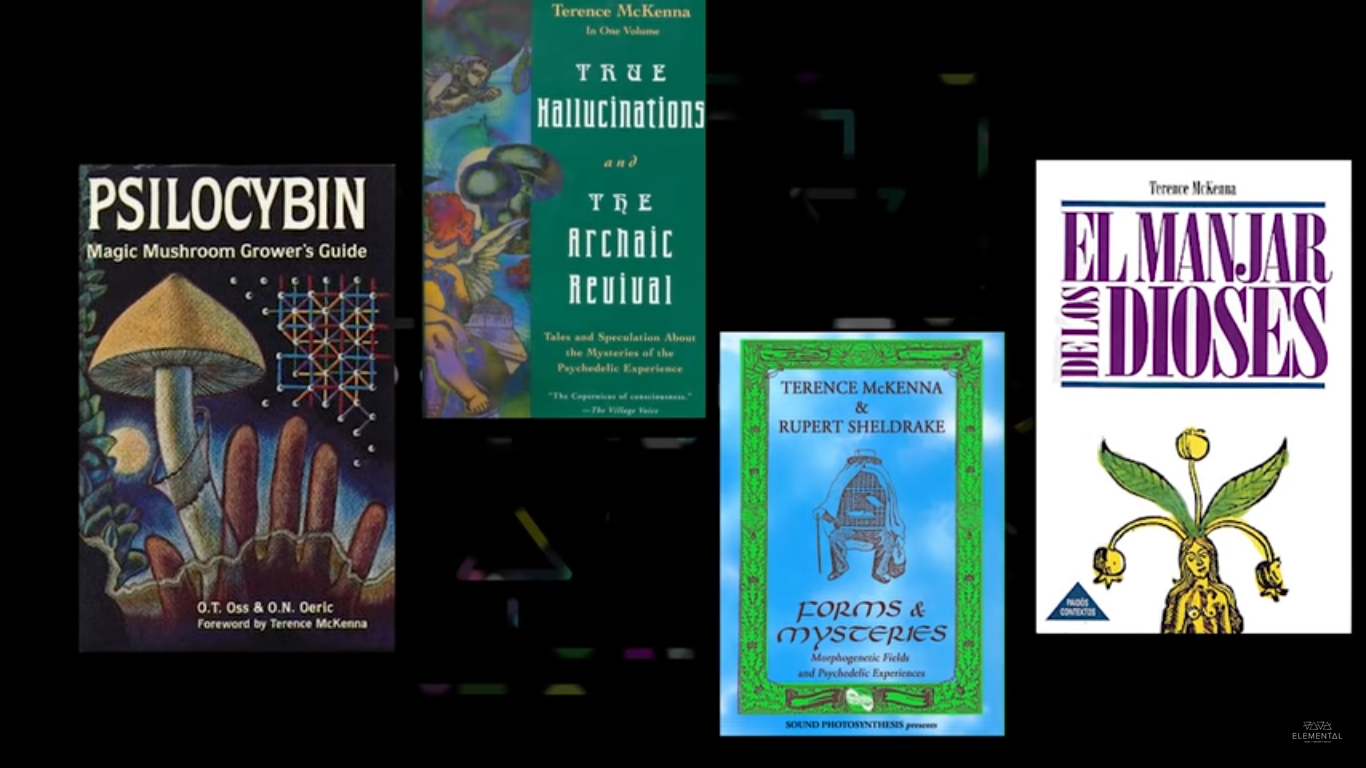 PSILOCYBIN
Magic Mushroom Grower's Guide
O.T. Oss & O.N. Oeric
Foreword by Terence McKenna
Terence McKenna
In One Volume
TRUE
Hallucinations
and
THE
Archaic
Revival
Tales and Speculation About
the Mysteries of the
Psychedelic Experience
"The Copernicus of consciousness."
—The Village Voice
TERENCE McKENNA
&
RUPERT SHELDRAKE
FORMS &
MYSTERIES
Morphogenetic Fields
and Psychedelic Experiences
SOUND PHOTOSYNTHESIS presents
Terence McKenna
EL MANJAR
DE LOS
DIOSES
PAIDÓS
CONTEXTOS
ELEMENTAL